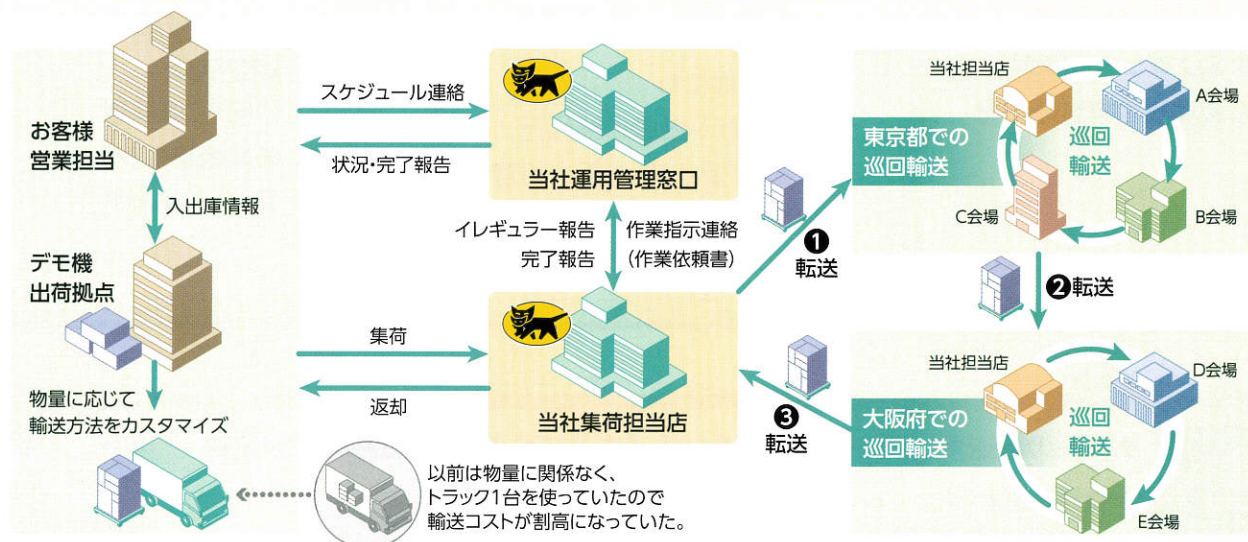 お客様
営業担当
入出庫情報
デモ機
出荷拠点
物量に応じて
輸送方法をカスタマイズ
スケジュール連絡
状況・完了報告
当社運用管理窓口
イレギュラー報告
完了報告
作業指示連絡
(作業依頼書)
集荷
返却
当社集荷担当店
以前は物量に関係なく、
トラック1台を使っていたので
輸送コストが割高になっていた。
❶
転送
東京都での
巡回輸送
当社担当店
A会場
B会場
C会場
巡回
輸送
❷転送
大阪府での
巡回輸送
当社担当店
D会場
E会場
巡回
輸送
❸
転送